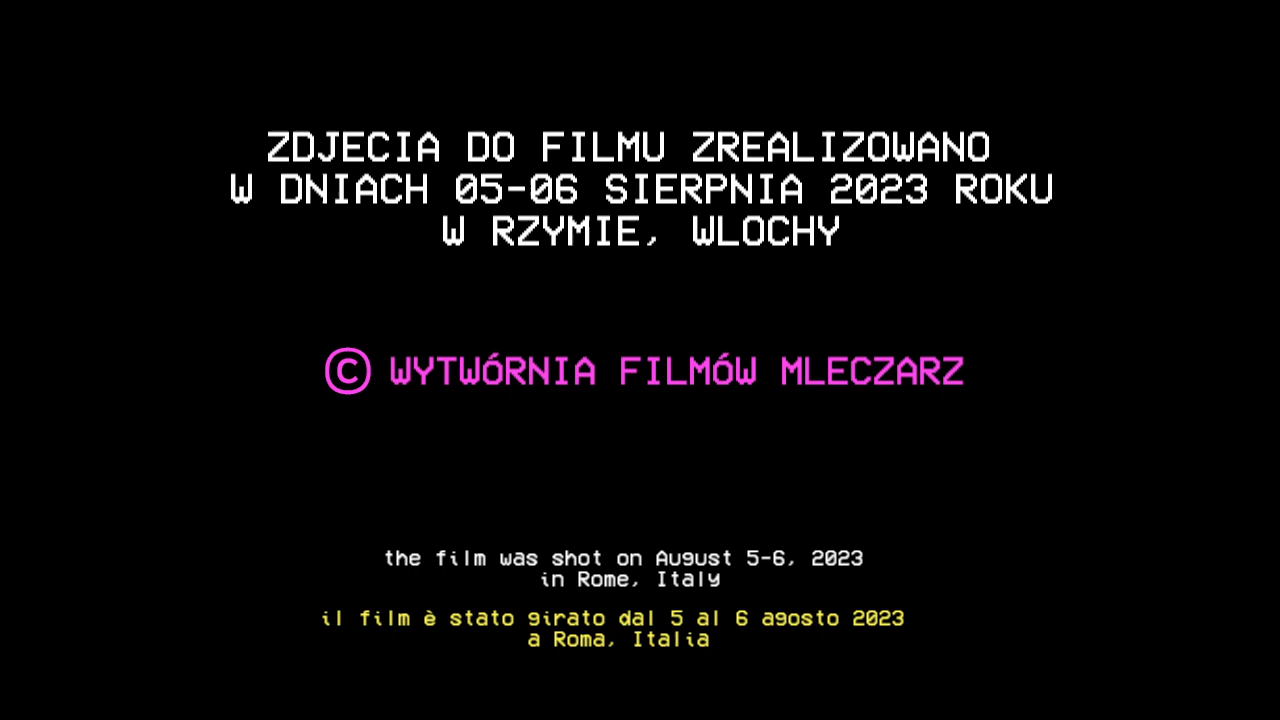 ZDJECIA DO FILMU ZREALIZOWANO
W DNIACH 05-06 SIERPNIA 2023 ROKU
W RZYMIE, WLOCHY
© WYTWÓRNIA FILMÓW MLECZARZ
the film was shot on August 5-6, 2023
in Rome, Italy
il film è stato girato dal 5 al 6 agosto 2023
a Roma, Italia